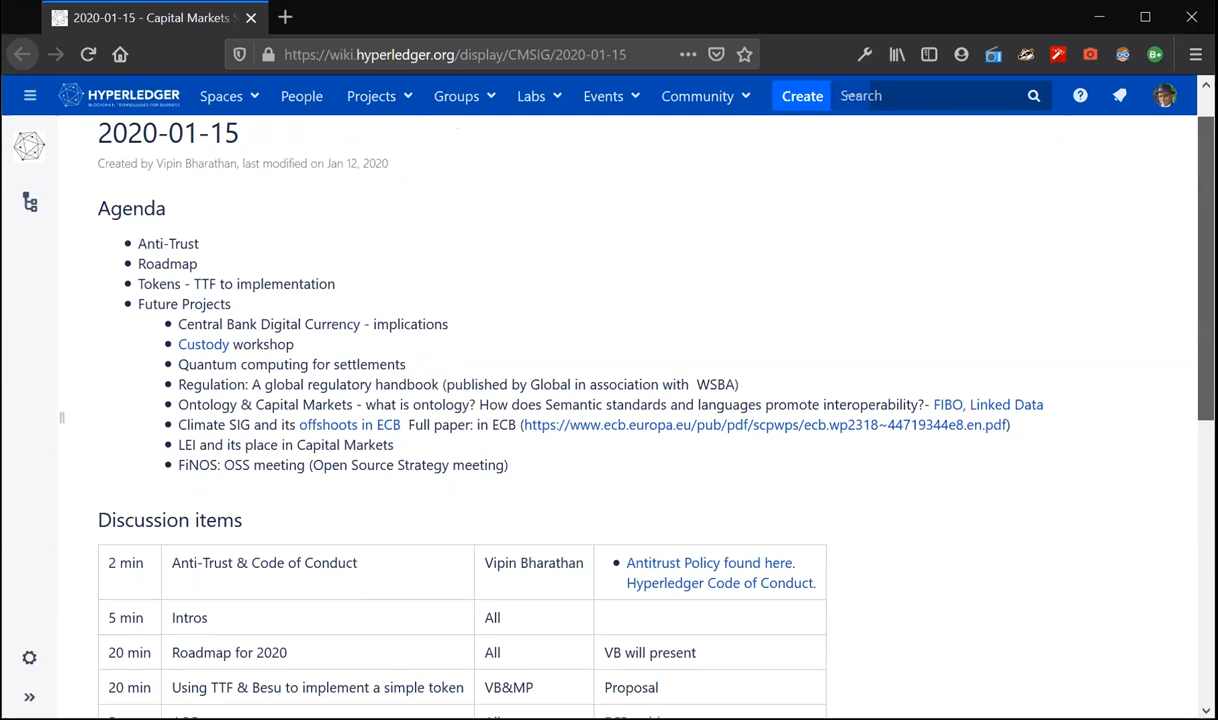 2020-01-15 - Capital Markets S
https://wiki.hyperledger.org/display/CMSIG/2020-01-15
HYPERLEDGER
BLOCKCHAIN TECHNOLOGIES FOR BUSINESS
Spaces
People
Projects
Groups
Labs
Events
Community
Create
Search
2020-01-15
Created by Vipin Bharathan, last modified on Jan 12, 2020
Agenda
Anti-Trust
Roadmap
Tokens - TTF to implementation
Future Projects
Central Bank Digital Currency - implications
Custody workshop
Quantum computing for settlements
Regulation: A global regulatory handbook (published by Global in association with WSBA)
Ontology & Capital Markets - what is ontology? How does Semantic standards and languages promote interoperability?- FIBO, Linked Data
Climate SIG and its offshoots in ECB Full paper: in ECB (https://www.ecb.europa.eu/pub/pdf/scpwps/ecb.wp2318~44719344e8.en.pdf)
LEI and its place in Capital Markets
FiNOS: OSS meeting (Open Source Strategy meeting)
Discussion items
2 min Anti-Trust & Code of Conduct Vipin Bharathan Antitrust Policy found here.
Hyperledger Code of Conduct.
5 min Intros All
20 min Roadmap for 2020 All VB will present
20 min Using TTF & Besu to implement a simple token VB&MP Proposal